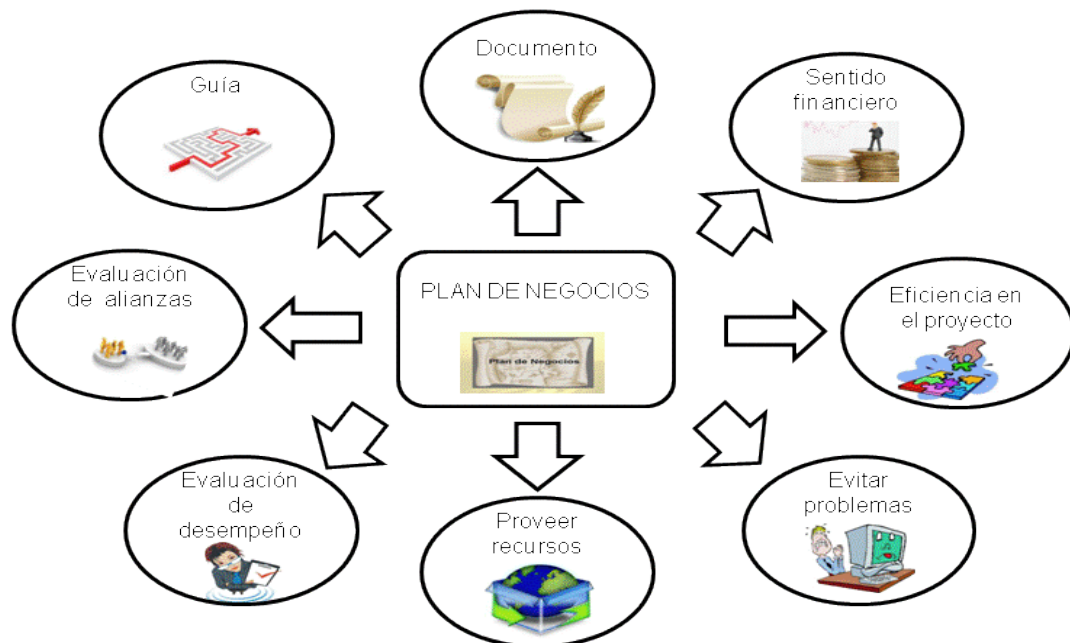 Documento
Guía
Sentido
financiero
Evaluación
de alianzas
PLAN DE NEGOCIOS
Plan de Negocios
Eficiencia en
el proyecto
Evaluación
de
desempeño
Proveer
recursos
Evitar
problemas